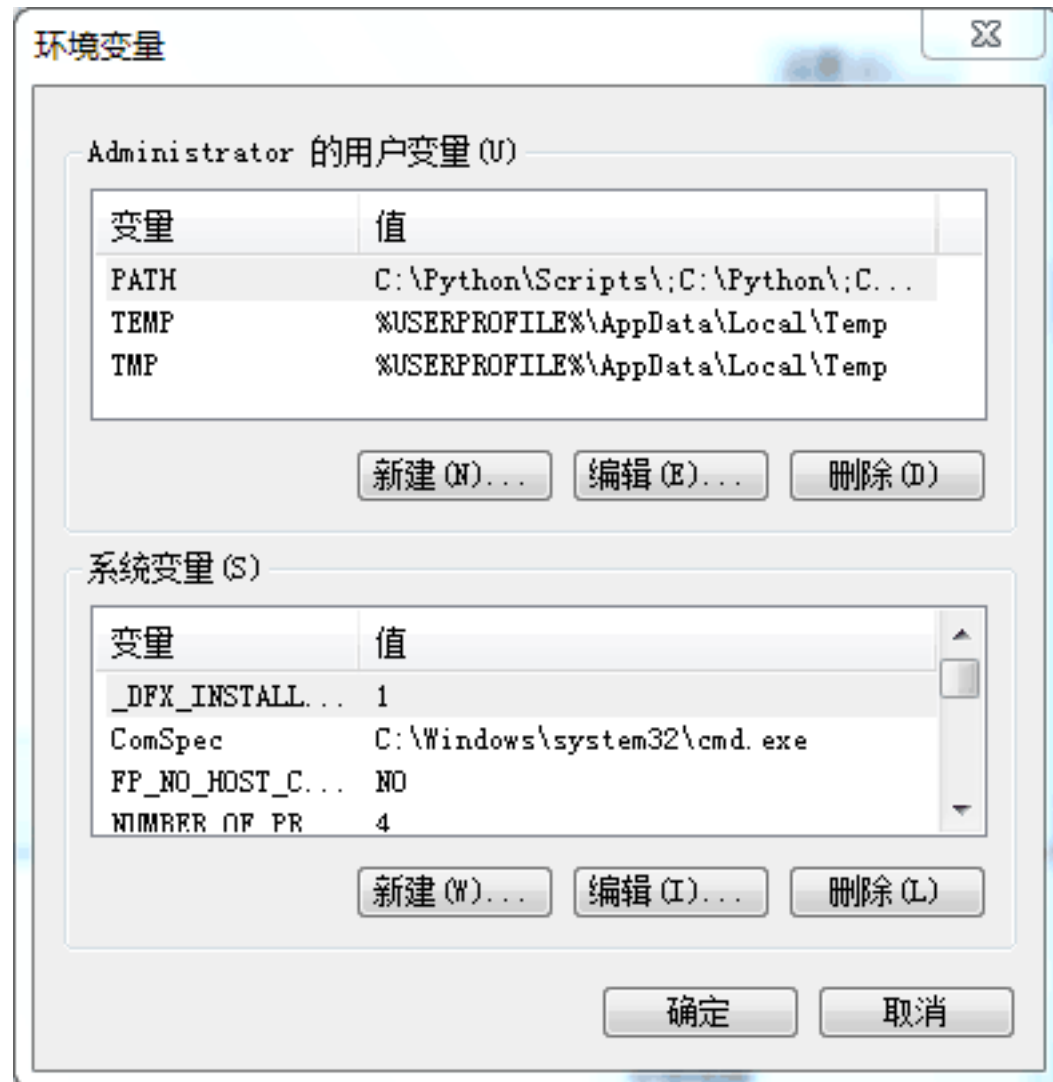 环境变量
Administrator 的用户变量(U)
变量 值
PATH C:\Python\Scripts\;C:\Python\;C...
TEMP %USERPROFILE%\AppData\Local\Temp
TMP %USERPROFILE%\AppData\Local\Temp
新建(N)... 编辑(E)... 删除(D)
系统变量(S)
变量 值
_DFX_INSTALL... 1
ComSpec C:\Windows\system32\cmd.exe
FP_NO_HOST_C... NO
NUMBER_OF_PR 4
新建(W)... 编辑(I)... 删除(L)
确定 取消